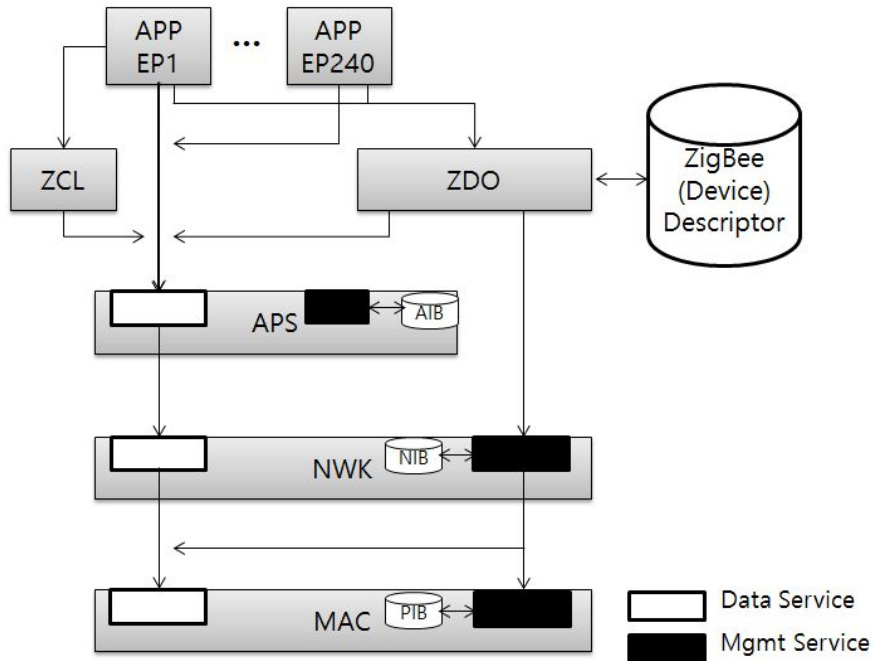 APP
EP1
...
APP
EP240
ZCL
ZDO
ZigBee
(Device)
Descriptor
APS
AIB
NWK
NIB
MAC
PIB
Data Service
Mgmt Service